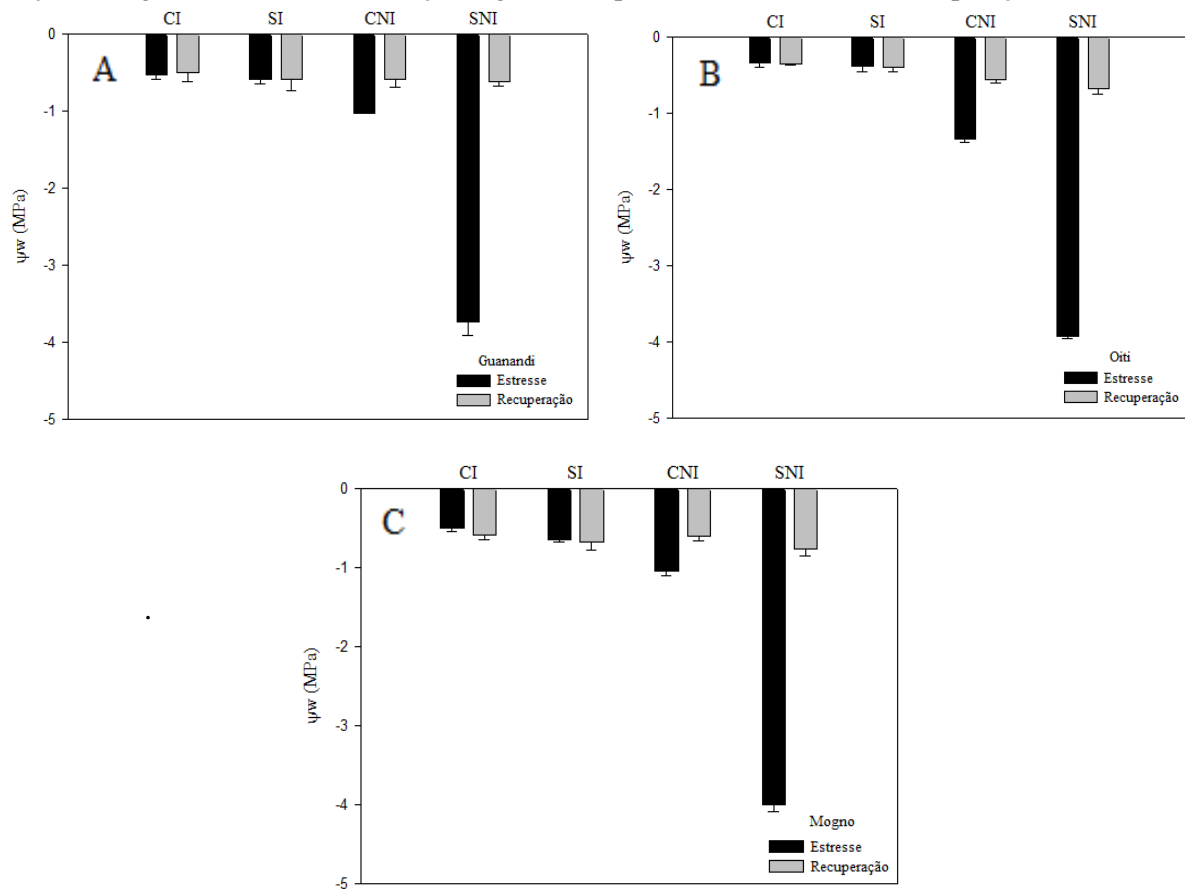 CI SI CNI SNI
0
A
-1
-2
ψw (MPa)
-3
-4
Guanandi
Estresse
Recuperação
-5
CI SI CNI SNI
0
B
-1
-2
ψw (MPa)
-3
-4
Oiti
Estresse
Recuperação
-5
CI SI CNI SNI
0
C
-1
-2
ψw (MPa)
-3
-4
Mogno
Estresse
Recuperação
-5